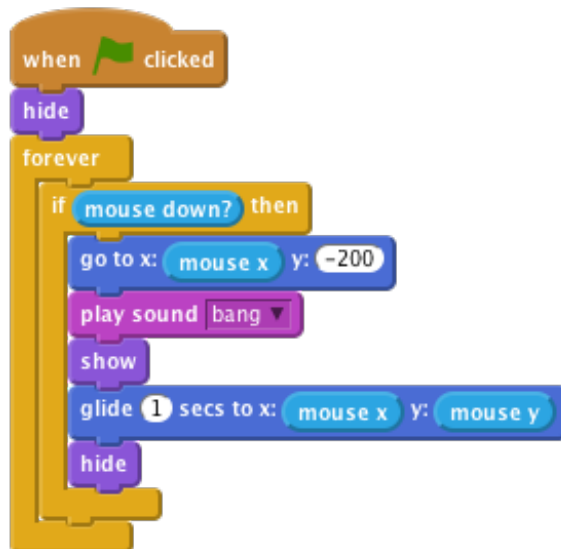 when clicked
hide
forever
if mouse down? then
go to x: mouse x y: -200
play sound bang
show
glide 1 secs to x: mouse x y: mouse y
hide